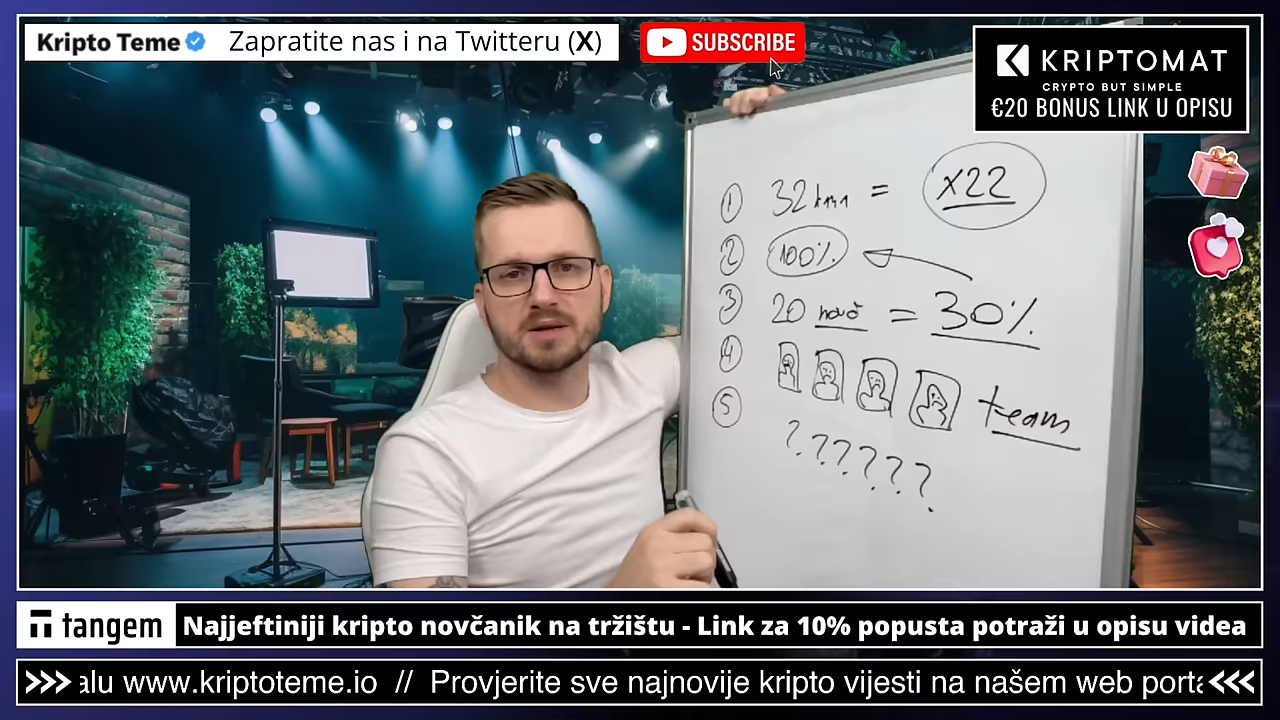 Kripto Teme Zapratite nas i na Twitteru (X)
SUBSCRIBE
KRIPTOMAT
CRYPTO BUT SIMPLE
€20 BONUS LINK U OPISU
1 32 = x22
2 100%
3 20 = 30%
4 team
5 ??????
tangem Najjeftiniji kripto novčanik na tržištu - Link za 10% popusta potraži u opisu videa
>>> alu www.kriptoteme.io // Provjerite sve najnovije kripto vijesti na našem web porta <<<